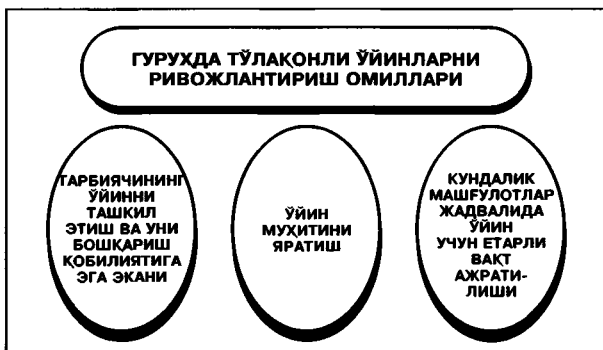 ГУРУХДА ТЎЛАҚОНЛИ ЎЙИНЛАРНИ
РИВОЖЛАНТИРИШ ОМИЛЛАРИ
ТАРБИЯЧИНИНГ
ЎЙИННИ
ТАШКИЛ
ЭТИШ ВА УНИ
БОШҚАРИШ
ҚОБИЛИЯТИГА
ЭГА ЭКАНИ
ЎЙИН
МУҲИТИНИ
ЯРАТИШ
КУНДАЛИК
МАШҒУЛОТЛАР
ЖАДВАЛИДА
ЎЙИН
УЧУН ЕТАРЛИ
ВАҚТ
АЖРАТИ-
ЛИШИ